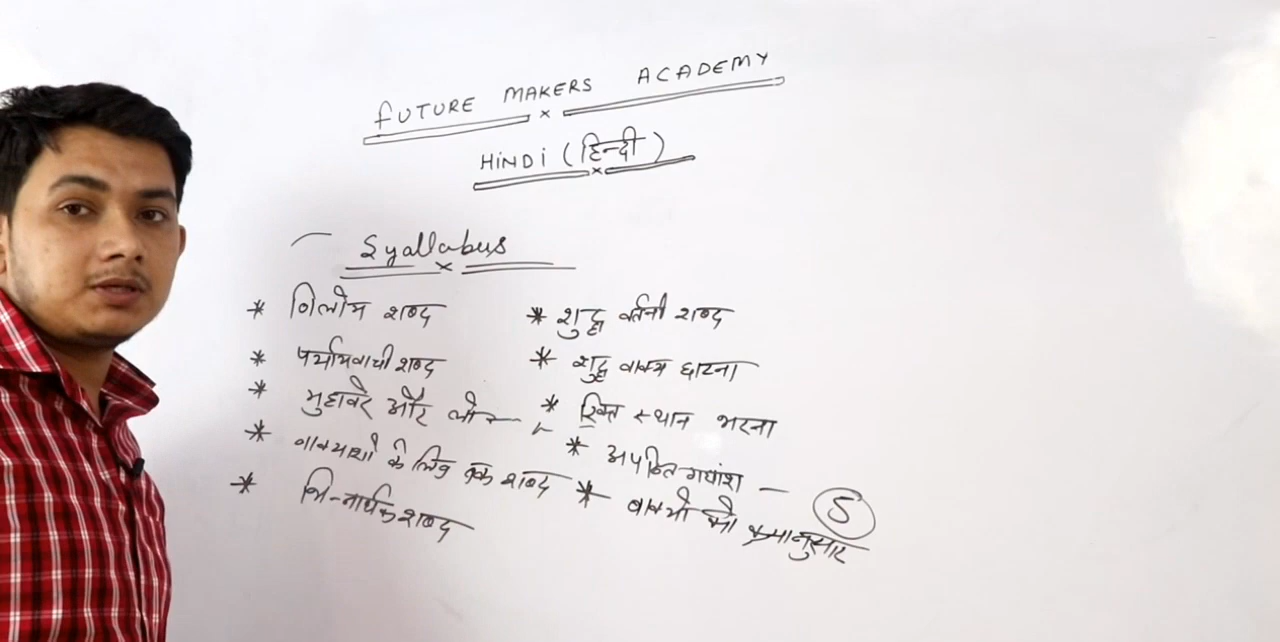 FUTURE MAKERS ACADEMY
HINDI (हिन्दी)
Syallabus
* विलोम शब्द
* पर्यायवाची शब्द
* मुहावरे और लो
* वाक्यांशों के लिए एक शब्द
* भिन्नार्थक शब्द
* शुद्ध वर्तनी शब्द
* शुद्ध वाक्य छाटना
* रिक्त स्थान भरना
* अपठित गद्यांश — 5
* वाक्यों को क्रमानुसार